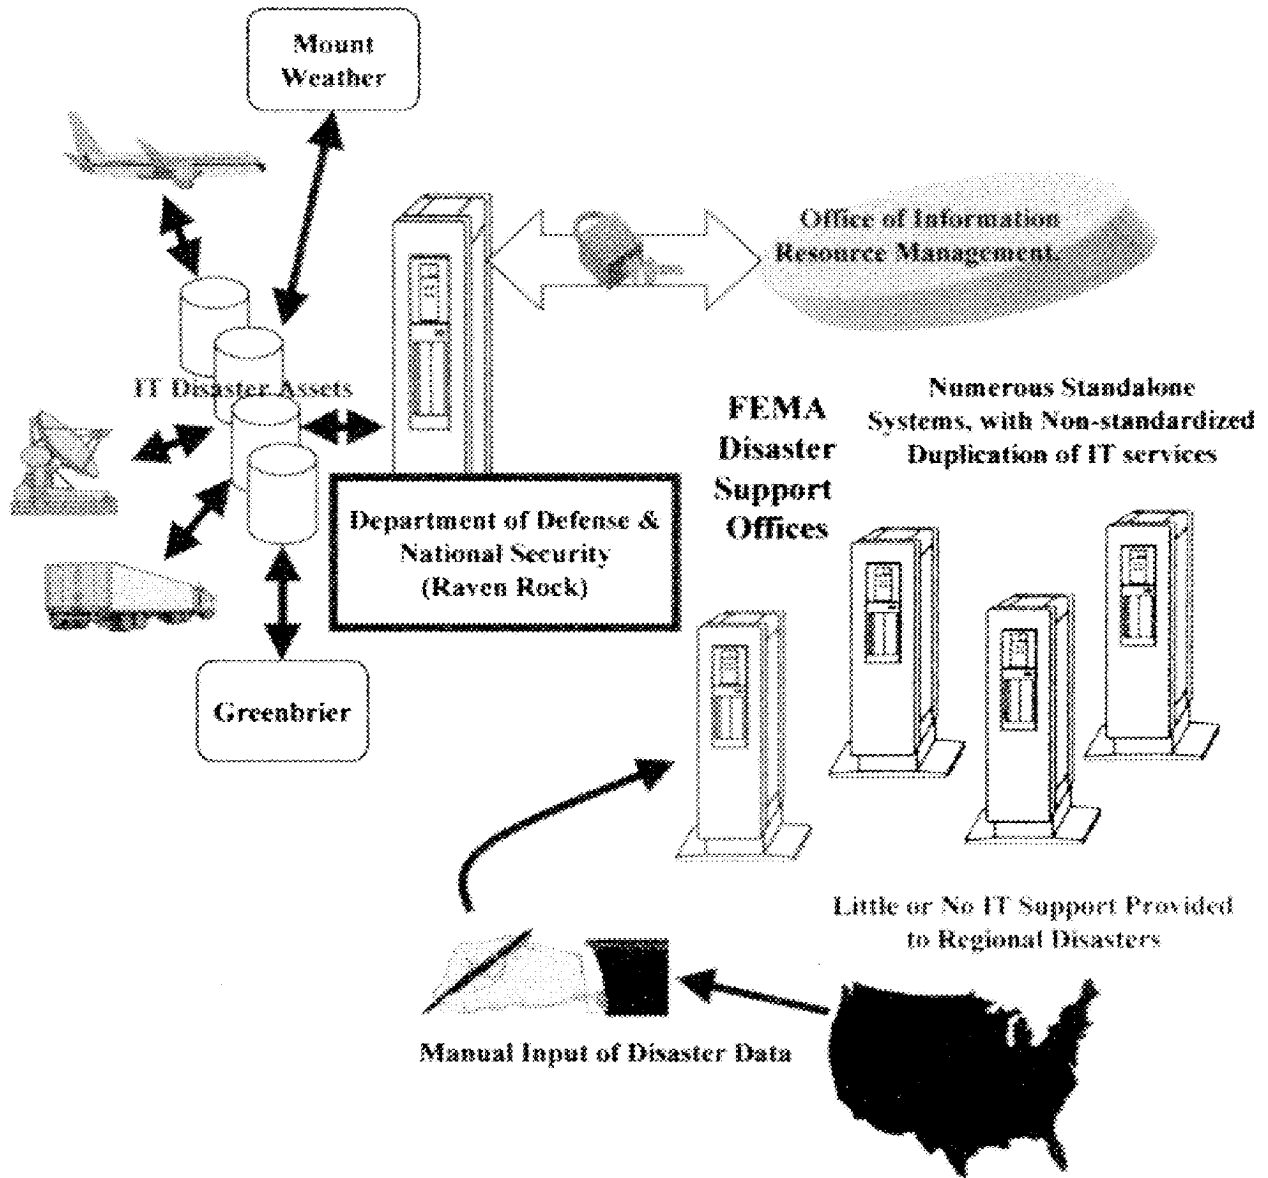 Mount
Weather
Office of Information
Resource Management.
IT Disaster Assets
FEMA
Disaster
Support
Offices
Numerous Standalone
Systems, with Non-standardized
Duplication of IT services
Department of Defense &
National Security
(Raven Rock)
Greenbrier
Little or No IT Support Provided
to Regional Disasters
Manual Input of Disaster Data